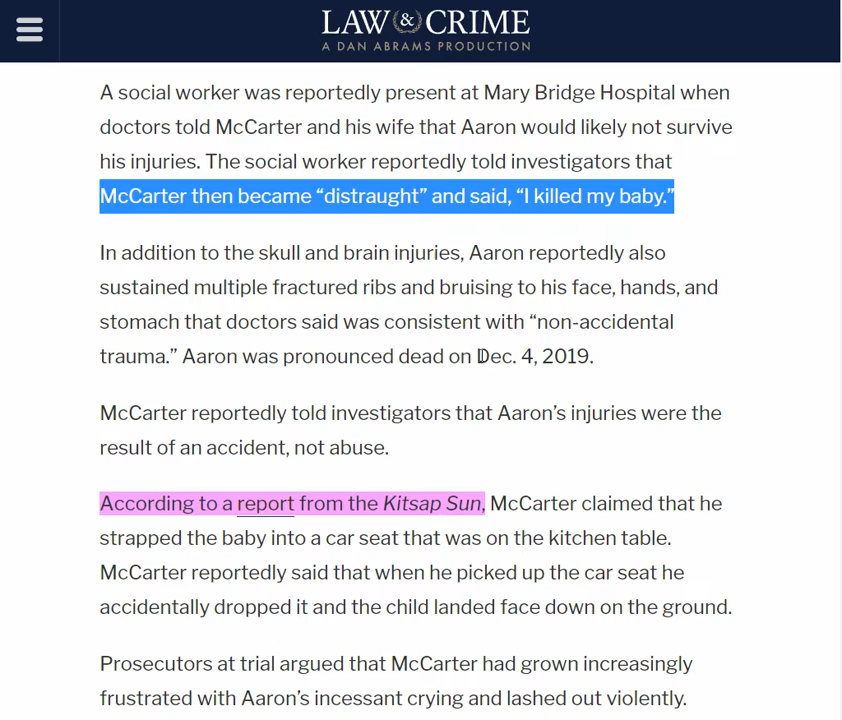 LAW & CRIME
A DAN ABRAMS PRODUCTION
A social worker was reportedly present at Mary Bridge Hospital when
doctors told McCarter and his wife that Aaron would likely not survive
his injuries. The social worker reportedly told investigators that
McCarter then became “distraught” and said, “I killed my baby.”
In addition to the skull and brain injuries, Aaron reportedly also
sustained multiple fractured ribs and bruising to his face, hands, and
stomach that doctors said was consistent with “non-accidental
trauma.” Aaron was pronounced dead on Dec. 4, 2019.
McCarter reportedly told investigators that Aaron’s injuries were the
result of an accident, not abuse.
According to a report from the Kitsap Sun, McCarter claimed that he
strapped the baby into a car seat that was on the kitchen table.
McCarter reportedly said that when he picked up the car seat he
accidentally dropped it and the child landed face down on the ground.
Prosecutors at trial argued that McCarter had grown increasingly
frustrated with Aaron’s incessant crying and lashed out violently.